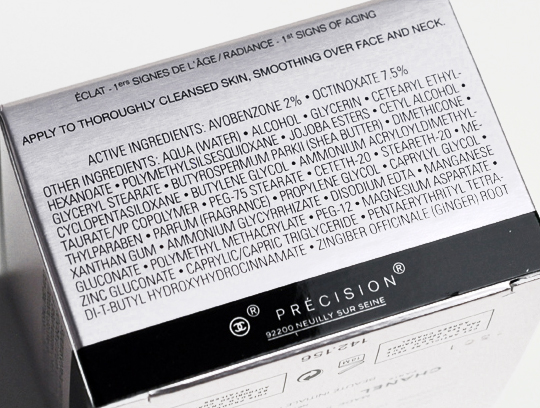 ÉCLAT - 1ers SIGNES DE L'ÂGE / RADIANCE - 1st SIGNS OF AGING
APPLY TO THOROUGHLY CLEANSED SKIN, SMOOTHING OVER FACE AND NECK.
ACTIVE INGREDIENTS: AVOBENZONE 2% • OCTINOXATE 7.5%
OTHER INGREDIENTS: AQUA (WATER) • ALCOHOL • GLYCERIN • CETEARYL ETHYL-
HEXANOATE • POLYMETHYLSILSESQUIOXANE • JOJOBA ESTERS • CETYL ALCOHOL •
GLYCERYL STEARATE • BUTYROSPERMUM PARKII (SHEA BUTTER) • DIMETHICONE •
CYCLOPENTASILOXANE • BUTYLENE GLYCOL • AMMONIUM ACRYLOYLDIMETHYL-
TAURATE/VP COPOLYMER • PEG-75 STEARATE • CETETH-20 • STEARETH-20 • ME-
THYLPARABEN • PARFUM (FRAGRANCE) • PROPYLENE GLYCOL • CAPRYLYL GLYCOL •
XANTHAN GUM • AMMONIUM GLYCYRRHIZATE • DISODIUM EDTA • MANGANESE
GLUCONATE • POLYMETHYL METHACRYLATE • PEG-12 • MAGNESIUM ASPARTATE •
ZINC GLUCONATE • CAPRYLIC/CAPRIC TRIGLYCERIDE • PENTAERYTHRITYL TETRA-
DI-T-BUTYL HYDROXYHYDROCINNAMATE • ZINGIBER OFFICINALE (GINGER) ROOT
® PRÉCISION®
92200 NEUILLY SUR SEINE
142.156
CHANEL